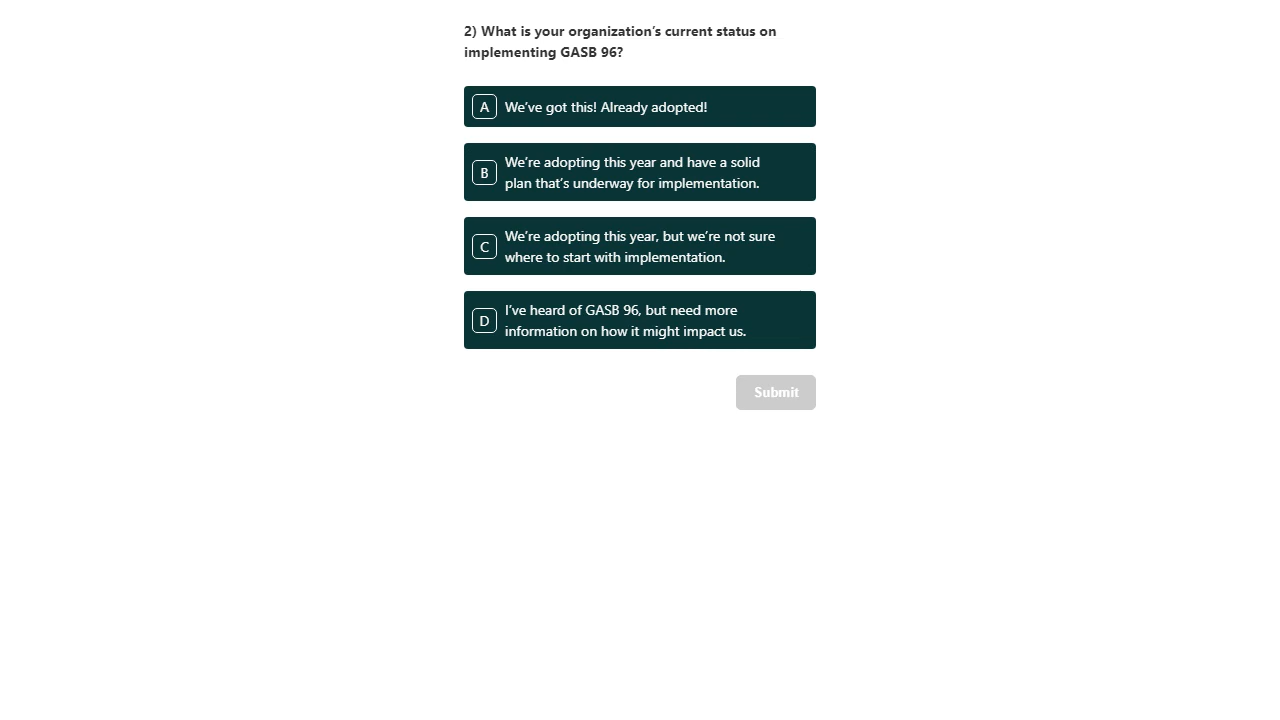 2) What is your organization's current status on
implementing GASB 96?
A We've got this! Already adopted!
B We're adopting this year and have a solid
plan that's underway for implementation.
C We're adopting this year, but we're not sure
where to start with implementation.
D I've heard of GASB 96, but need more
information on how it might impact us.
Submit